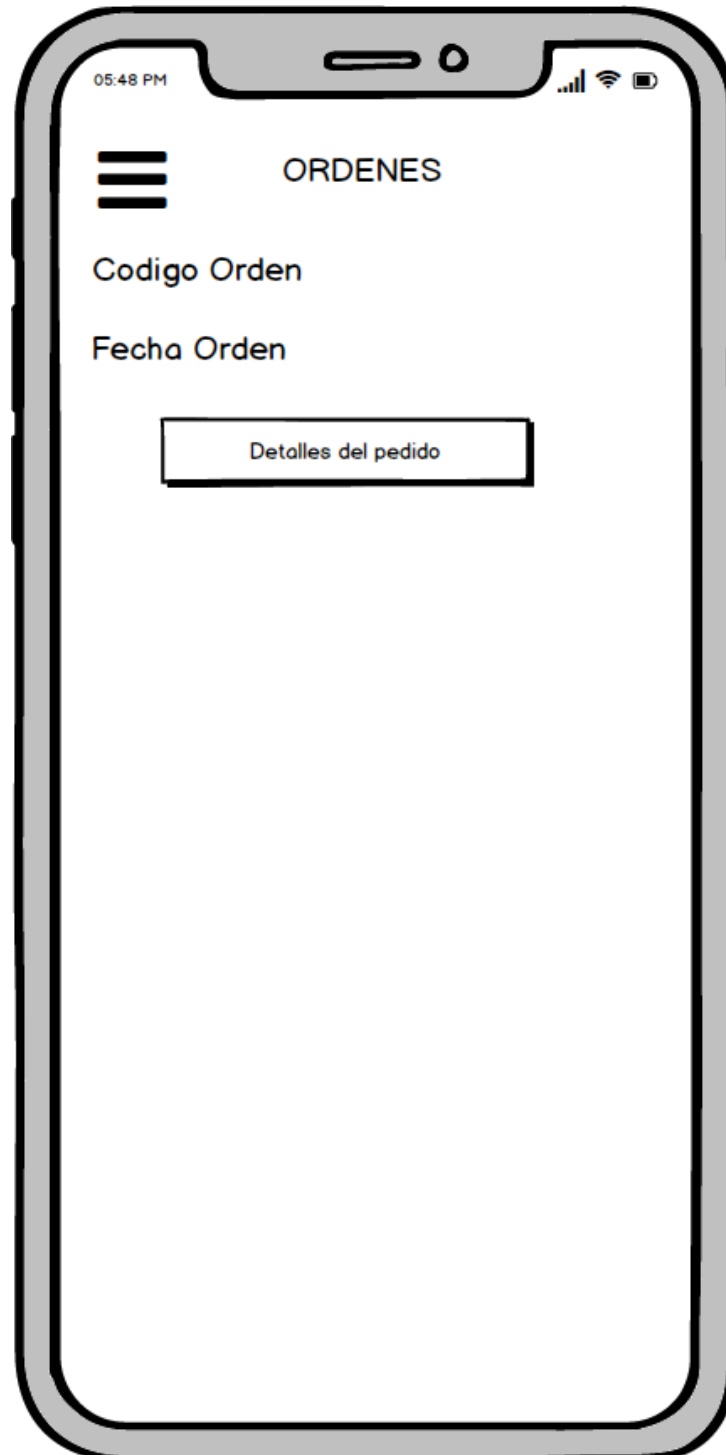 05:48 PM
ORDENES
Codigo Orden
Fecha Orden
Detalles del pedido